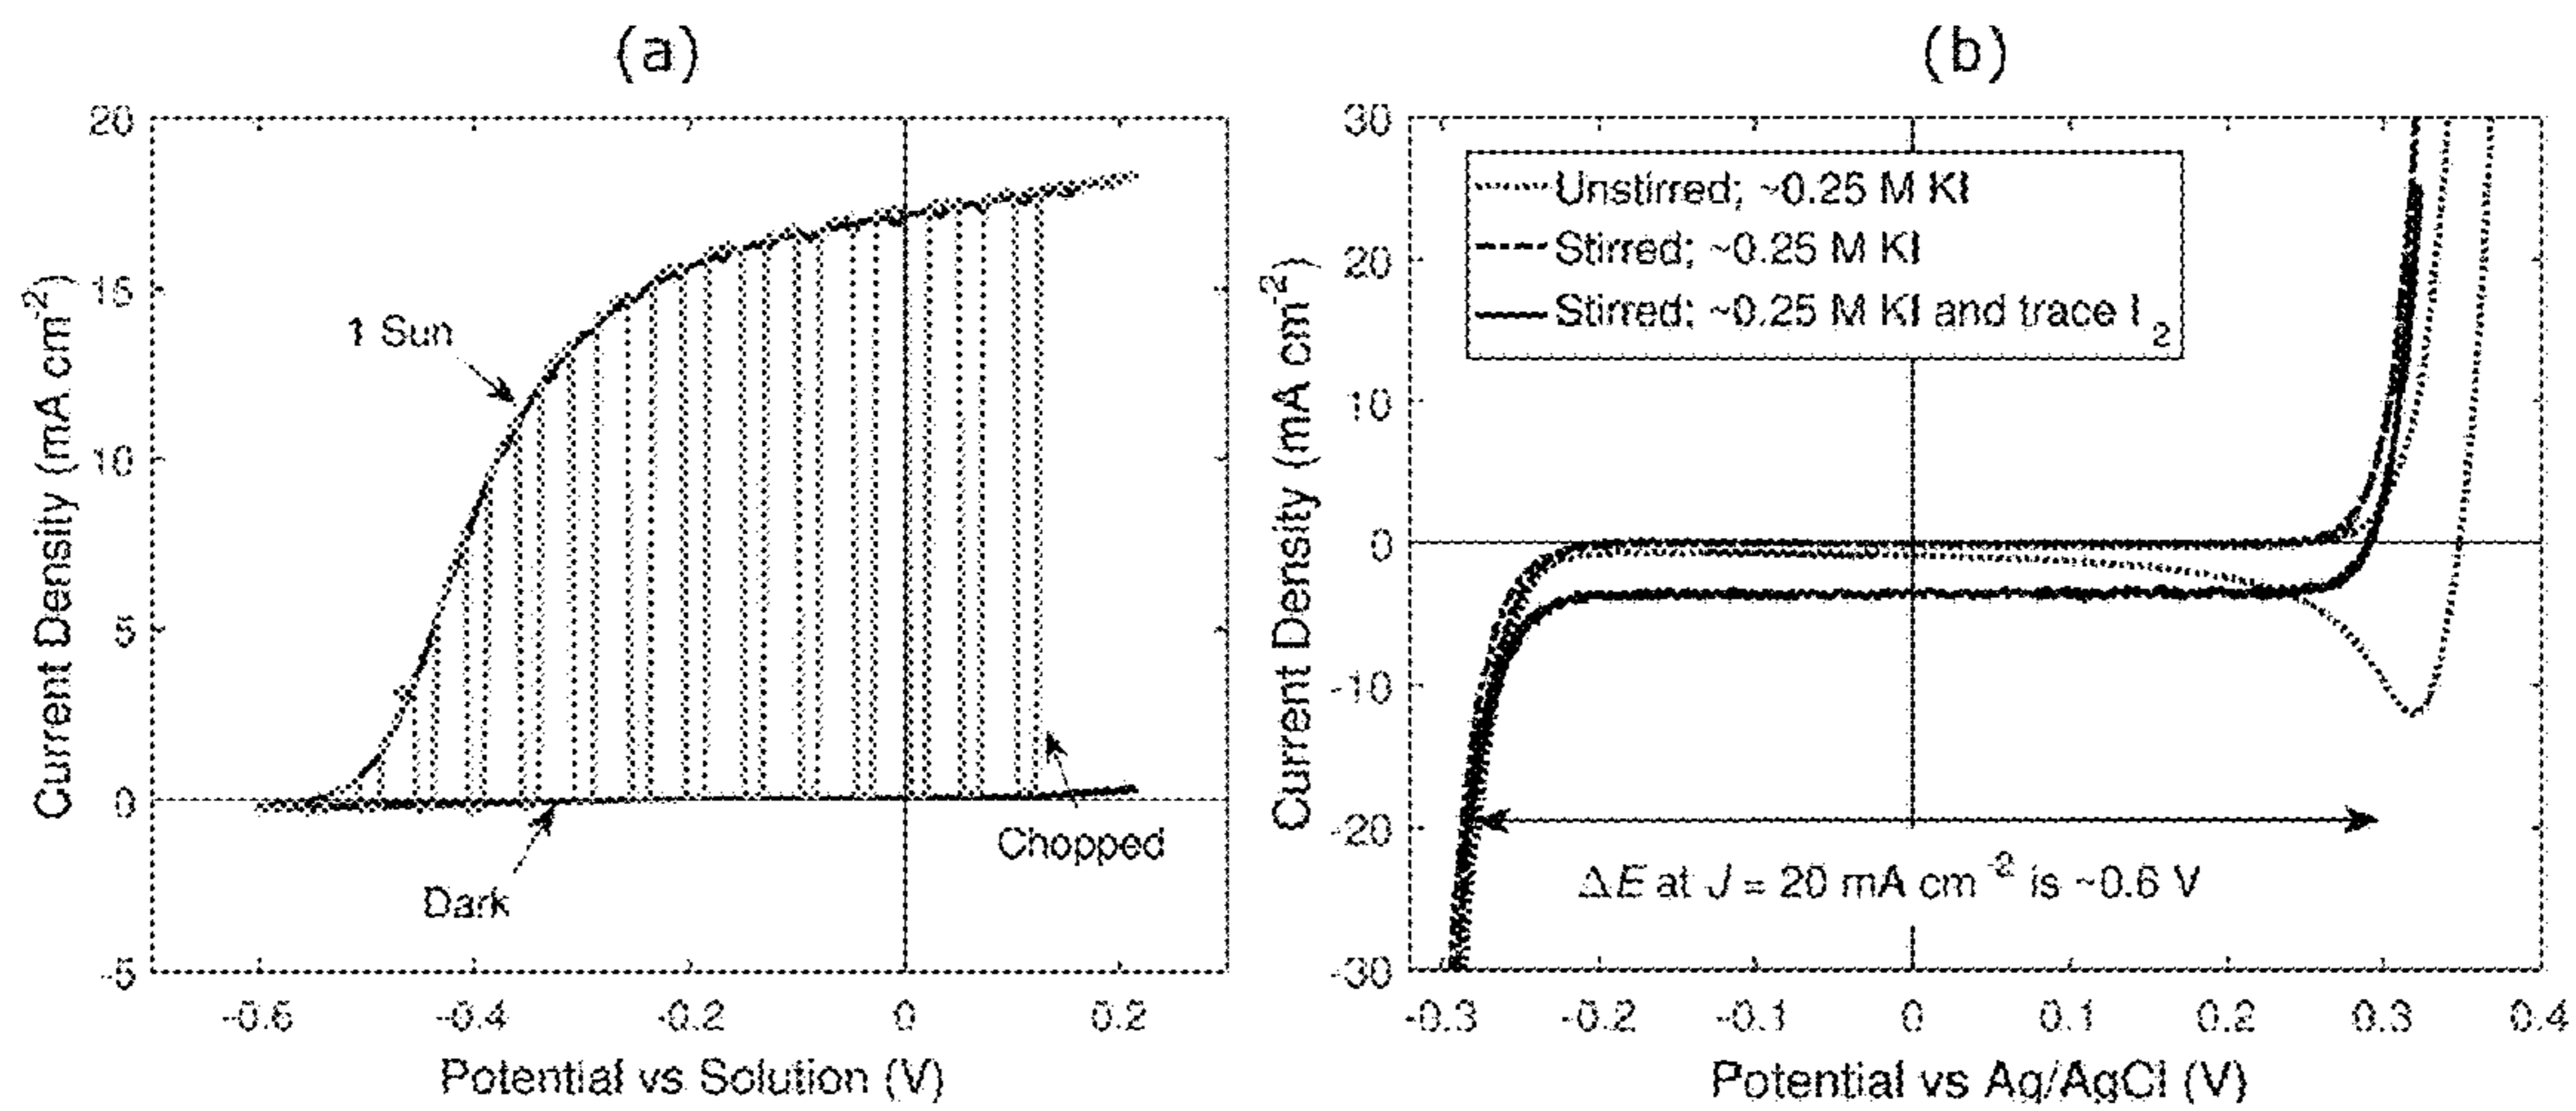 (a)
20
15
10
5
0
-5
Current Density (mA cm-2)
1 Sun
Dark
Chopped
-0.6 -0.4 -0.2 0 0.2
Potential vs Solution (V)
(b)
30
20
10
0
-10
-20
-30
Current Density (mA cm-2)
Unstirred; ~0.25 M KI
Stirred; ~0.25 M KI
Stirred; ~0.25 M KI and trace I2
ΔE at J = 20 mA cm-2 is ~0.6 V
-0.3 -0.2 -0.1 0 0.1 0.2 0.3 0.4
Potential vs Ag/AgCl (V)